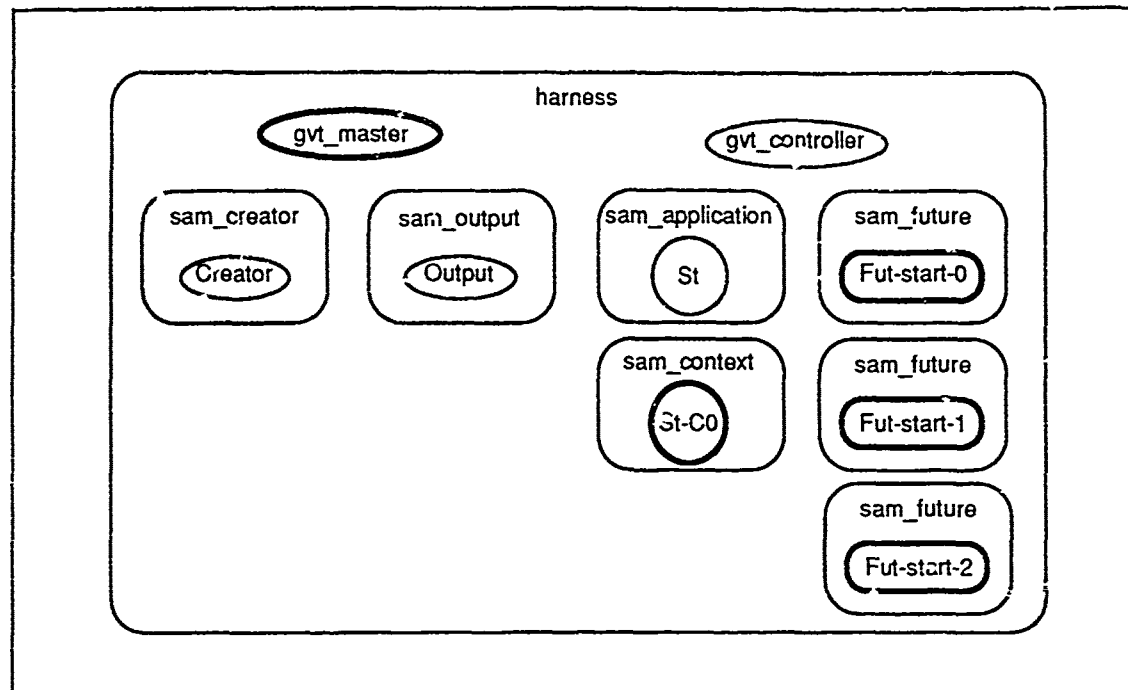 harness
gvt_master
gvt_controller
sam_creator
sam_output
sam_application
sam_future
Creator
Output
St
Fut-start-0
sam_context
sam_future
St-C0
Fut-start-1
sam_future
Fut-start-2